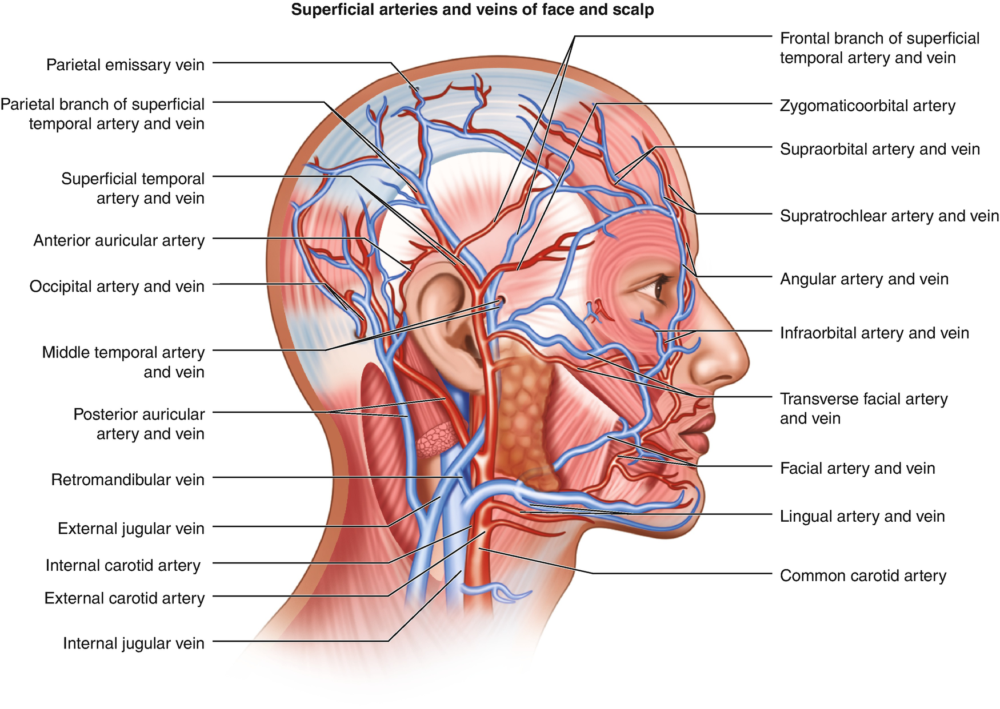 Superficial arteries and veins of face and scalp
Parietal emissary vein
Parietal branch of superficial
temporal artery and vein
Superficial temporal
artery and vein
Anterior auricular artery
Occipital artery and vein
Middle temporal artery
and vein
Posterior auricular
artery and vein
Retromandibular vein
External jugular vein
Internal carotid artery
External carotid artery
Internal jugular vein
Frontal branch of superficial
temporal artery and vein
Zygomaticoorbital artery
Supraorbital artery and vein
Supratrochlear artery and vein
Angular artery and vein
Infraorbital artery and vein
Transverse facial artery
and vein
Facial artery and vein
Lingual artery and vein
Common carotid artery